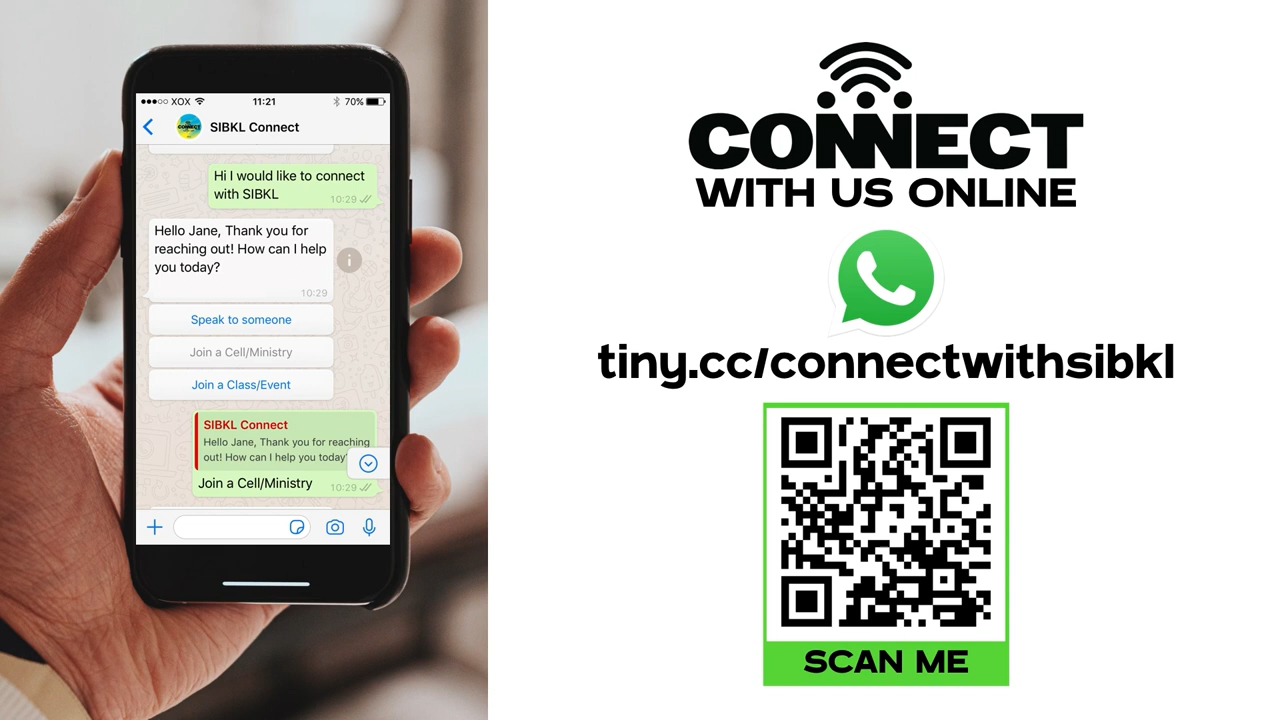 XOX
11:21
70%
SIBKL Connect
Hi I would like to connect
with SIBKL
10:29
Hello Jane, Thank you for
reaching out! How can I help
you today?
10:29
Speak to someone
Join a Cell/Ministry
Join a Class/Event
SIBKL Connect
Hello Jane, Thank you for reaching
out! How can I help you today?
Join a Cell/Ministry
10:29
CONNECT
WITH US ONLINE
tiny.cc/connectwithsibkl
SCAN ME